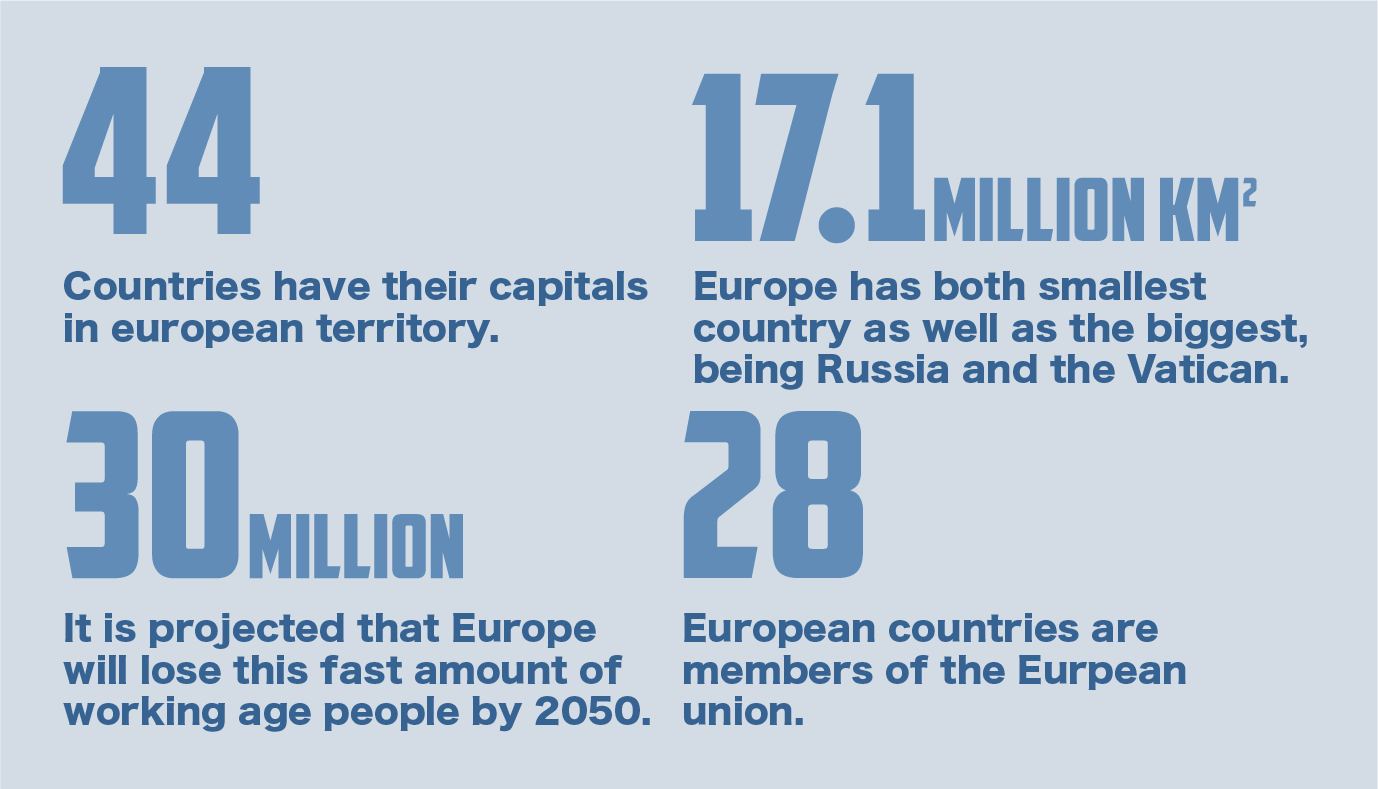 44
Countries have their capitals
in european territory.
17.1 MILLION KM²
Europe has both smallest
country as well as the biggest,
being Russia and the Vatican.
30 MILLION
It is projected that Europe
will lose this fast amount of
working age people by 2050.
28
European countries are
members of the Eurpean
union.